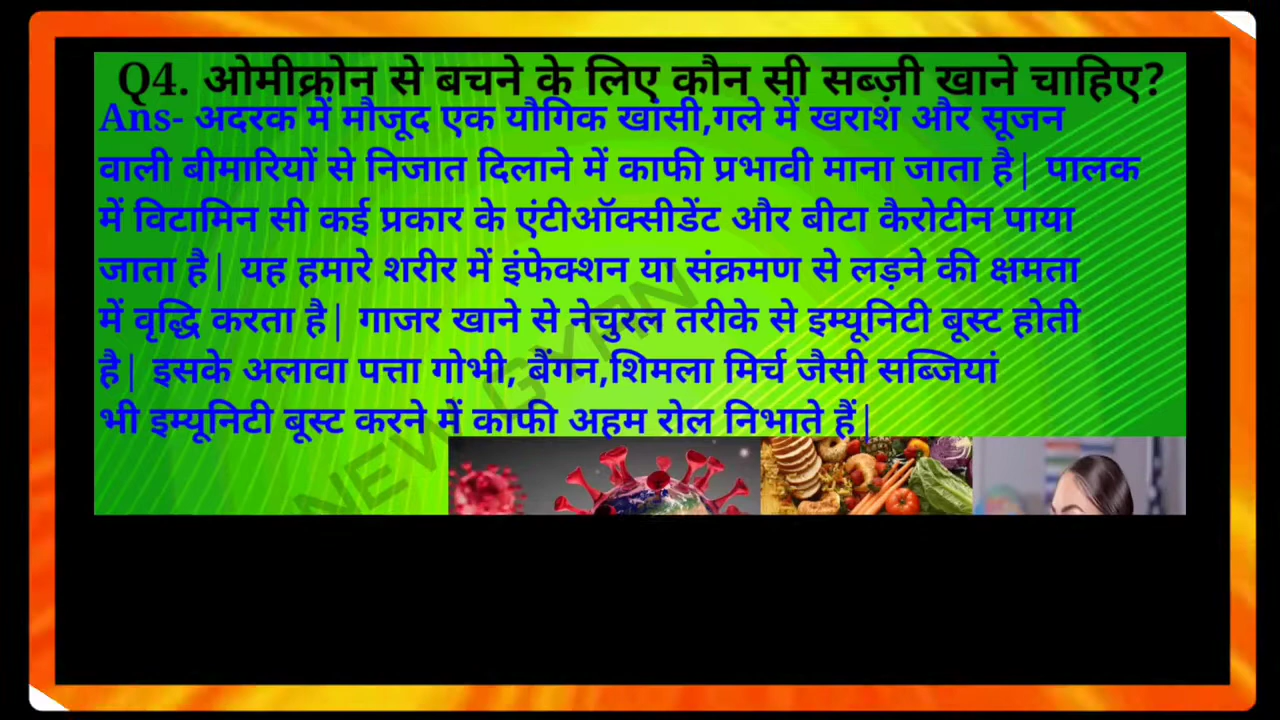 Q4. ओमीक्रोन से बचने के लिए कौन सी सब्ज़ी खाने चाहिए?
Ans- अदरक में मौजूद एक यौगिक खांसी,गले में खराश और सूजन
वाली बीमारियों से निजात दिलाने में काफी प्रभावी माना जाता है| पालक
में विटामिन सी कई प्रकार के एंटीऑक्सीडेंट और बीटा कैरोटीन पाया
जाता है| यह हमारे शरीर में इंफेक्शन या संक्रमण से लड़ने की क्षमता
में वृद्धि करता है| गाजर खाने से नेचुरल तरीके से इम्यूनिटी बूस्ट होती
है| इसके अलावा पत्ता गोभी, बैंगन,शिमला मिर्च जैसी सब्जियां
भी इम्यूनिटी बूस्ट करने में काफी अहम रोल निभाते हैं|
NEW GYAN